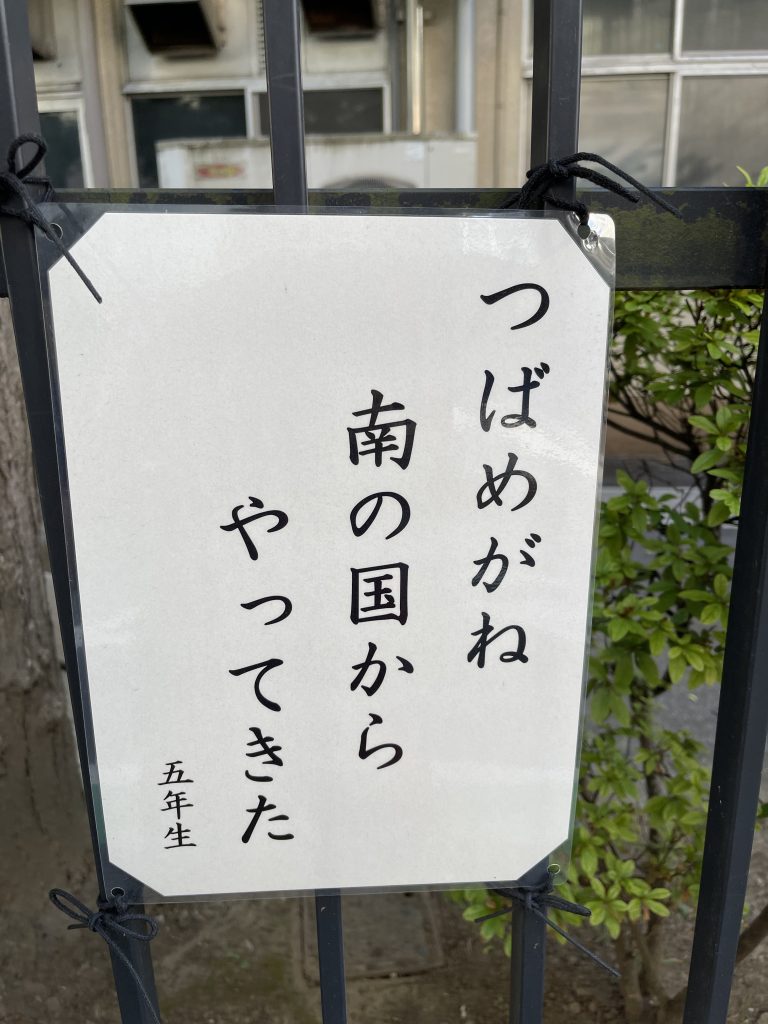 つばめがね
南の国から
やってきた
五年生